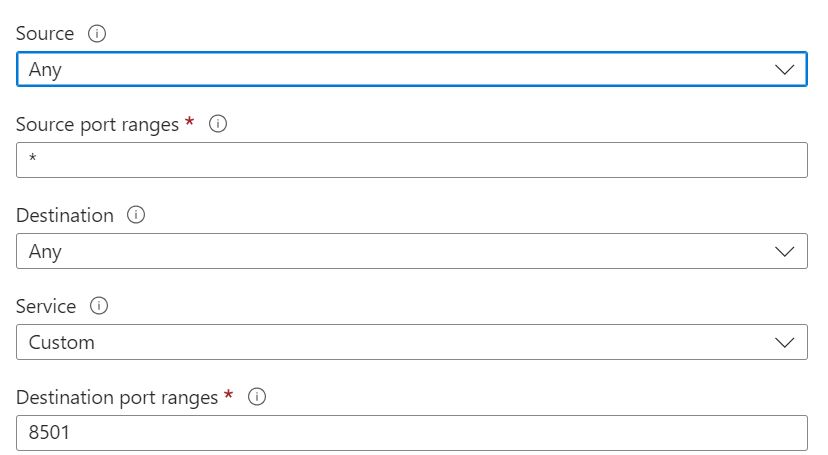 Source
Any
Source port ranges *
*
Destination
Any
Service
Custom
Destination port ranges *
8501